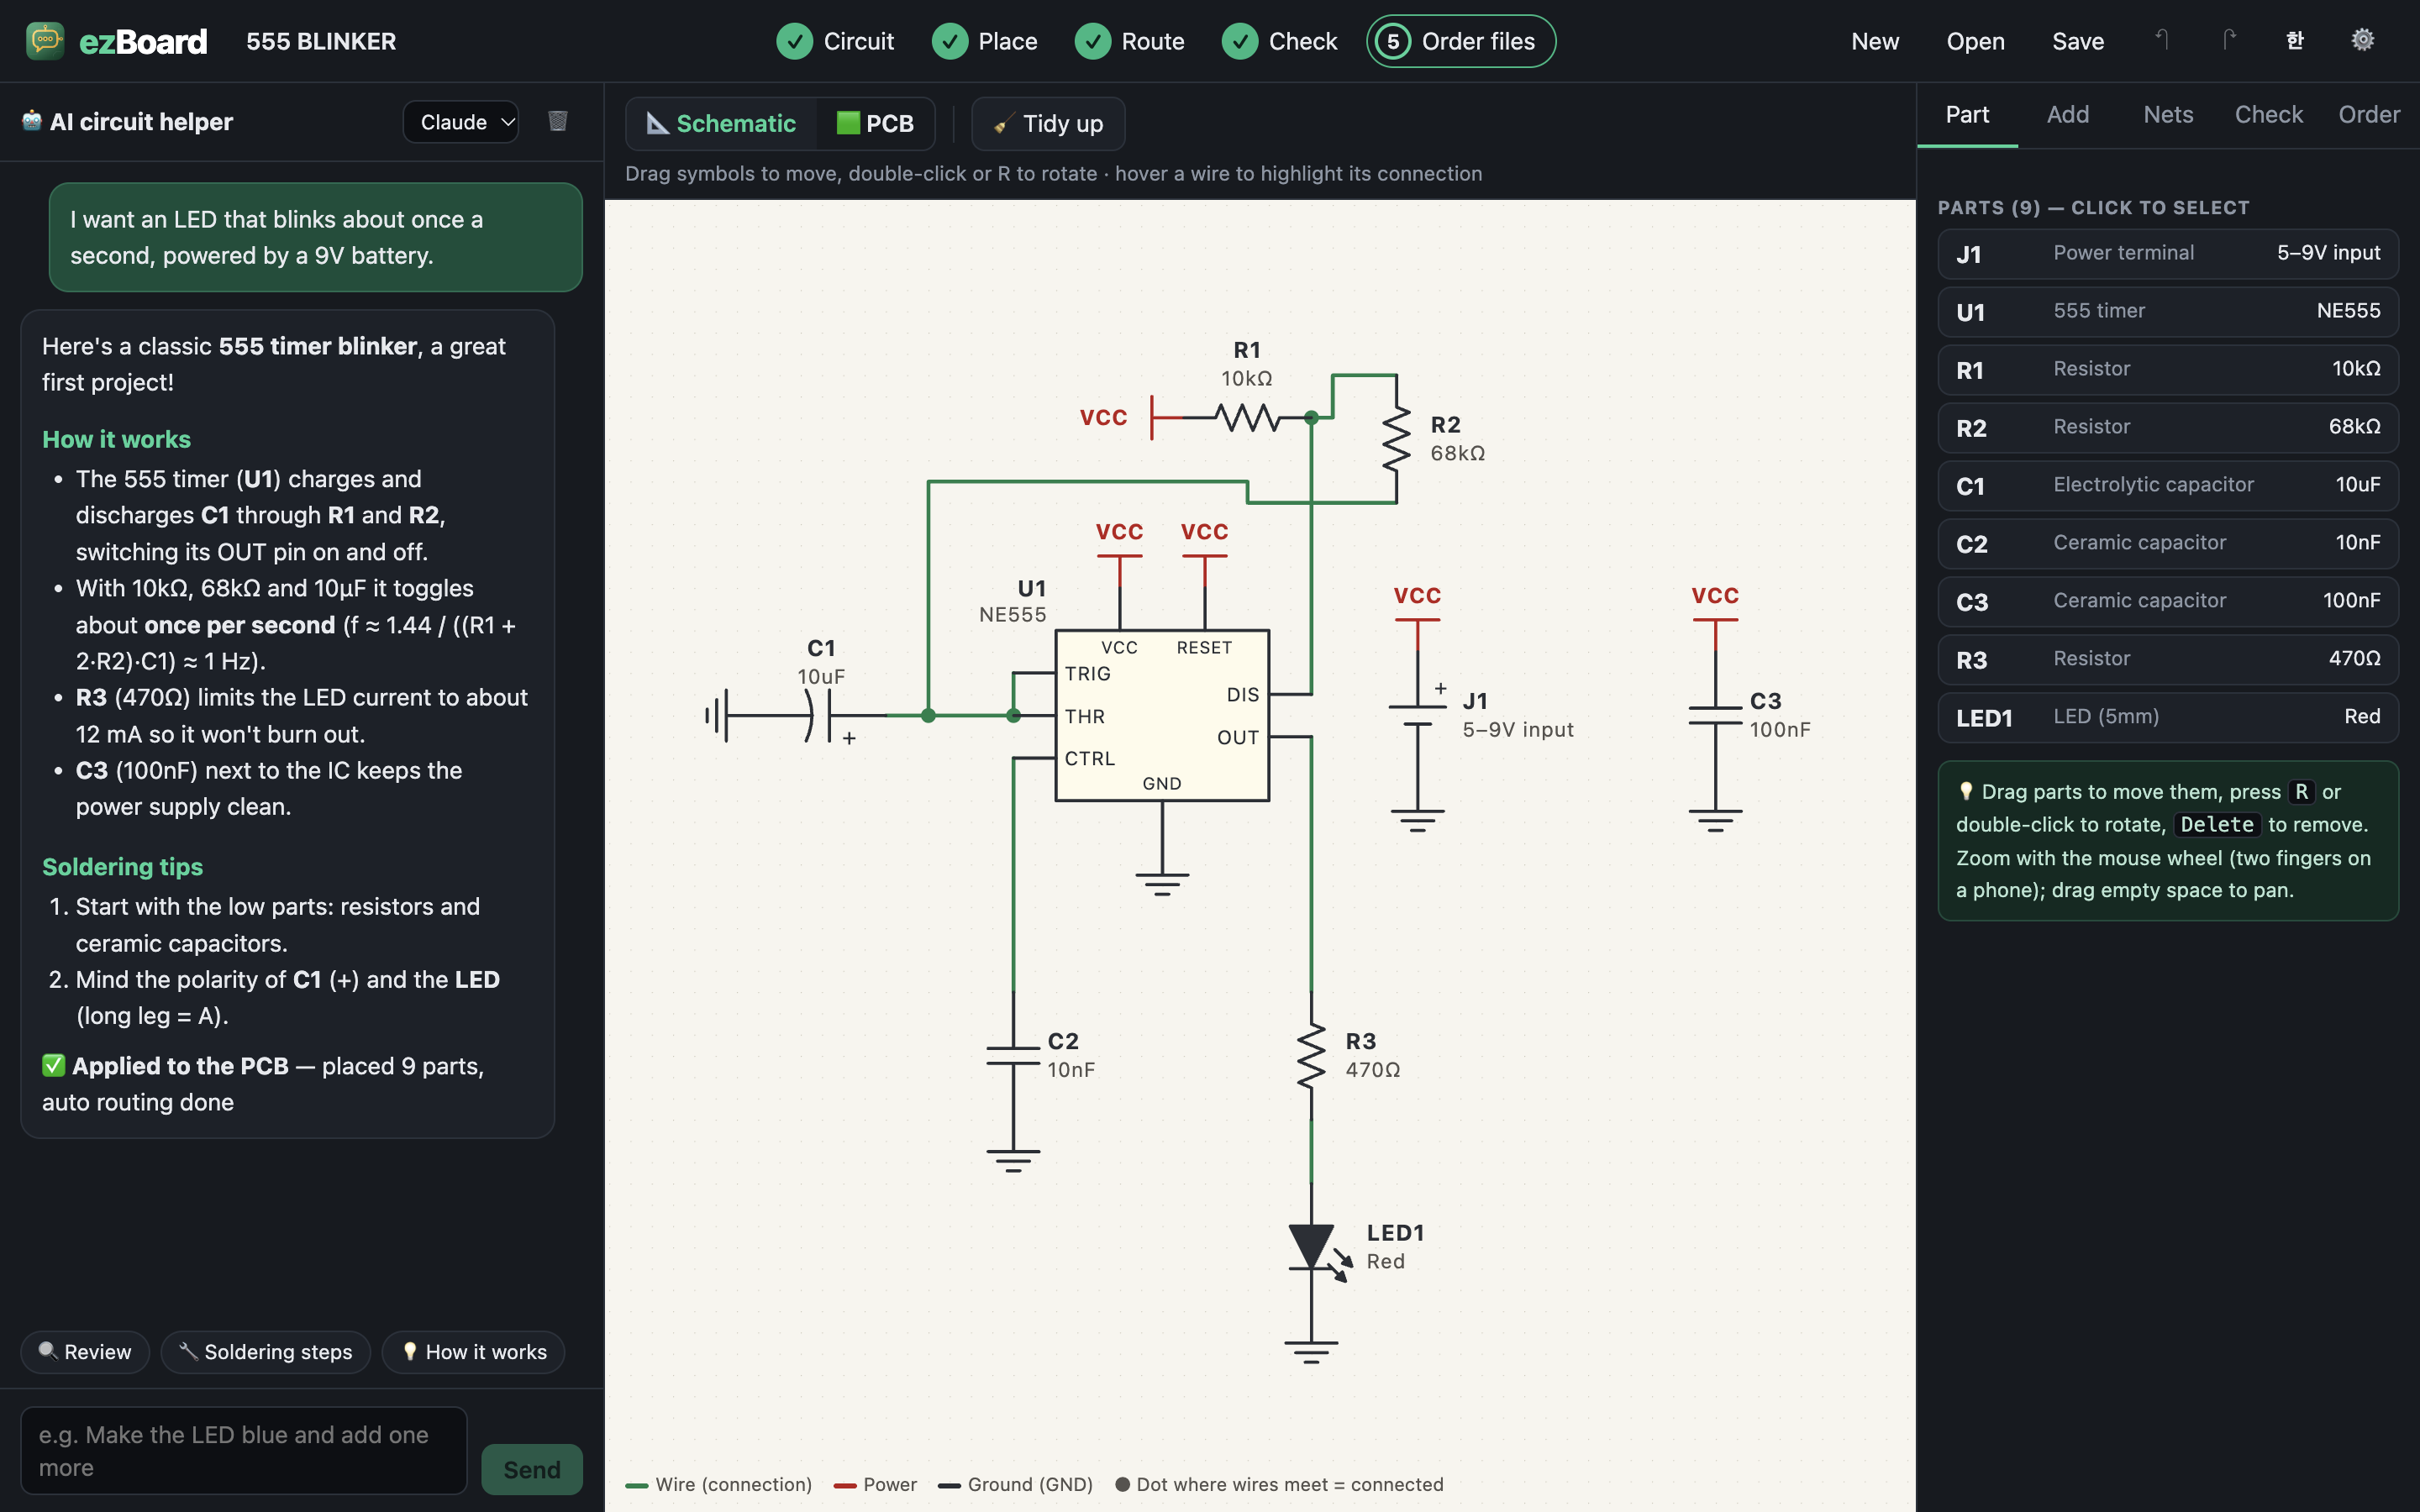 ezBoard
555 BLINKER
Circuit
Place
Route
Check
5 Order files
New
Open
Save
한
AI circuit helper
Claude
I want an LED that blinks about once a
second, powered by a 9V battery.
Here's a classic 555 timer blinker, a great
first project!
How it works
• The 555 timer (U1) charges and
discharges C1 through R1 and R2,
switching its OUT pin on and off.
• With 10kΩ, 68kΩ and 10µF it toggles
about once per second (f ≈ 1.44 / ((R1 +
2·R2)·C1) ≈ 1 Hz).
• R3 (470Ω) limits the LED current to about
12 mA so it won't burn out.
• C3 (100nF) next to the IC keeps the
power supply clean.
Soldering tips
1. Start with the low parts: resistors and
ceramic capacitors.
2. Mind the polarity of C1 (+) and the LED
(long leg = A).
✅ Applied to the PCB — placed 9 parts,
auto routing done
Review
Soldering steps
How it works
e.g. Make the LED blue and add one
more
Send
Schematic
PCB
Tidy up
Drag symbols to move, double-click or R to rotate · hover a wire to highlight its connection
R1
10kΩ
VCC
R2
68kΩ
VCC
VCC
U1
NE555
VCC
RESET
TRIG
THR
CTRL
DIS
OUT
GND
C1
10uF
+
VCC
+
J1
5–9V input
VCC
C3
100nF
C2
10nF
R3
470Ω
LED1
Red
Wire (connection)
Power
Ground (GND)
Dot where wires meet = connected
Part
Add
Nets
Check
Order
PARTS (9) — CLICK TO SELECT
J1 Power terminal 5–9V input
U1 555 timer NE555
R1 Resistor 10kΩ
R2 Resistor 68kΩ
C1 Electrolytic capacitor 10uF
C2 Ceramic capacitor 10nF
C3 Ceramic capacitor 100nF
R3 Resistor 470Ω
LED1 LED (5mm) Red
Drag parts to move them, press R or
double-click to rotate, Delete to remove.
Zoom with the mouse wheel (two fingers on
a phone); drag empty space to pan.